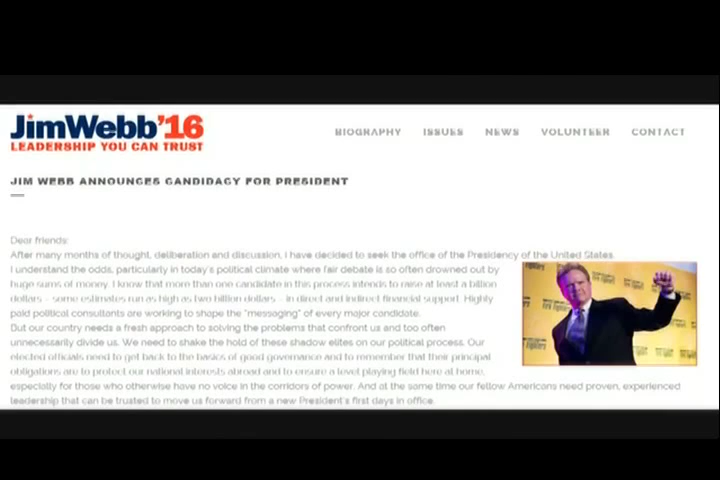 JimWebb'16
LEADERSHIP YOU CAN TRUST
BIOGRAPHY ISSUES NEWS VOLUNTEER CONTACT
JIM WEBB ANNOUNCES CANDIDACY FOR PRESIDENT
Dear friends:
After many months of thought, deliberation and discussion, I have decided to seek the office of the Presidency of the United States.
I understand the odds, particularly in today's political climate where fair debate is so often drowned out by
huge sums of money. I know that more than one candidate in this process intends to raise at least a billion
dollars – some estimates run as high as two billion dollars – in direct and indirect financial support. Highly
paid political consultants are working to shape the "messaging" of every major candidate.
But our country needs a fresh approach to solving the problems that confront us and too often
unnecessarily divide us. We need to shake the hold of these shadow elites on our political process. Our
elected officials need to get back to the basics of good governance and to remember that their principal
obligations are to protect our national interests abroad and to ensure a level playing field here at home,
especially for those who otherwise have no voice in the corridors of power. And at the same time our fellow Americans need proven, experienced
leadership that can be trusted to move us forward from a new President's first days in office.